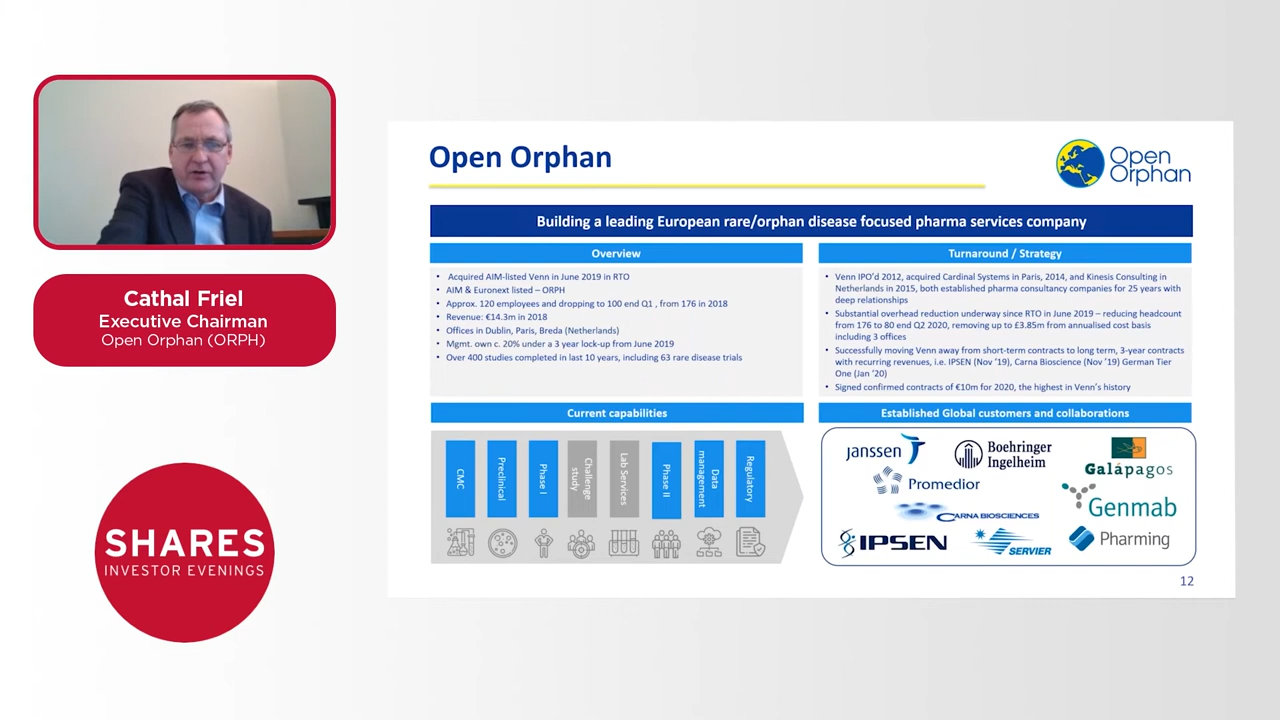 Cathal Friel
Executive Chairman
Open Orphan (ORPH)
SHARES
INVESTOR EVENINGS
Open Orphan
Open
Orphan
Building a leading European rare/orphan disease focused pharma services company
Overview
• Acquired AIM-listed Venn in June 2019 in RTO
• AIM & Euronext listed – ORPH
• Approx. 120 employees and dropping to 100 end Q1 , from 176 in 2018
• Revenue: €14.3m in 2018
• Offices in Dublin, Paris, Breda (Netherlands)
• Mgmt. own c. 20% under a 3 year lock-up from June 2019
• Over 400 studies completed in last 10 years, including 63 rare disease trials
Turnaround / Strategy
• Venn IPO'd 2012, acquired Cardinal Systems in Paris, 2014, and Kinesis Consulting in
Netherlands in 2015, both established pharma consultancy companies for 25 years with
deep relationships
• Substantial overhead reduction underway since RTO in June 2019 – reducing headcount
from 176 to 80 end Q2 2020, removing up to £3.85m from annualised cost basis
including 3 offices
• Successfully moving Venn away from short-term contracts to long term, 3-year contracts
with recurring revenues, i.e. IPSEN (Nov '19), Carna Bioscience (Nov '19) German Tier
One (Jan '20)
• Signed confirmed contracts of €10m for 2020, the highest in Venn's history
Current capabilities
CMC
Preclinical
Phase I
Challenge
study
Lab Services
Phase II
Data
management
Regulatory
Established Global customers and collaborations
janssen
Boehringer
Ingelheim
Galápagos
Promedior
Genmab
CARNA BIOSCIENCES
IPSEN
SERVIER
Pharming
12